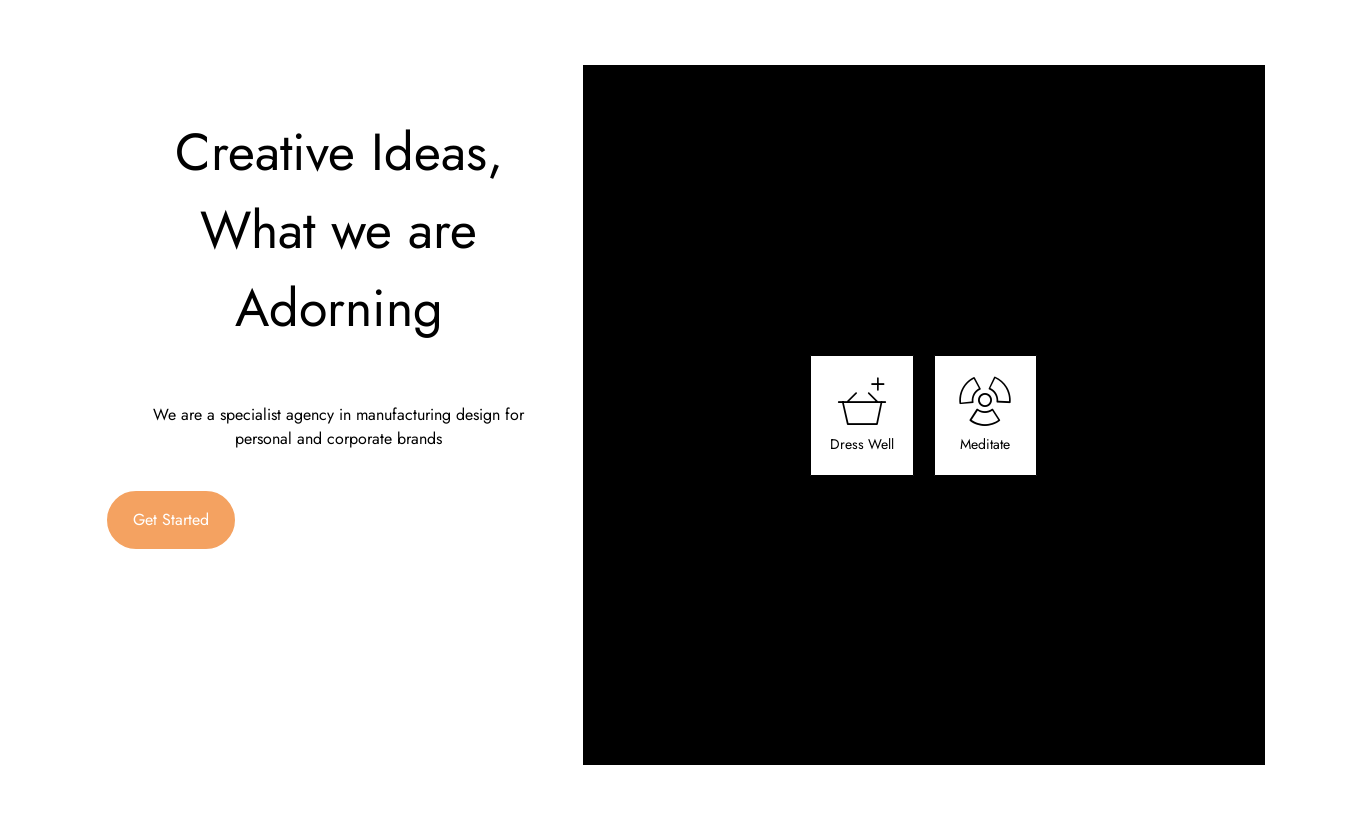 Creative Ideas,
What we are
Adorning
We are a specialist agency in manufacturing design for
personal and corporate brands
Get Started
Dress Well
Meditate